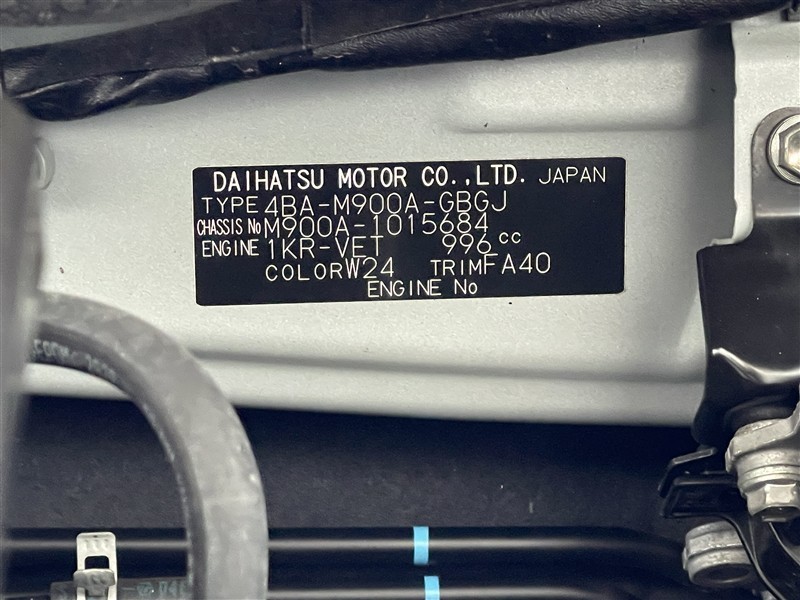 DAIHATSU MOTOR CO.,LTD. JAPAN
TYPE 4BA-M900A-GBGJ
CHASSIS No M900A-1015684
ENGINE 1KR-VET 996 cc
COLOR W24 TRIM FA40
ENGINE No